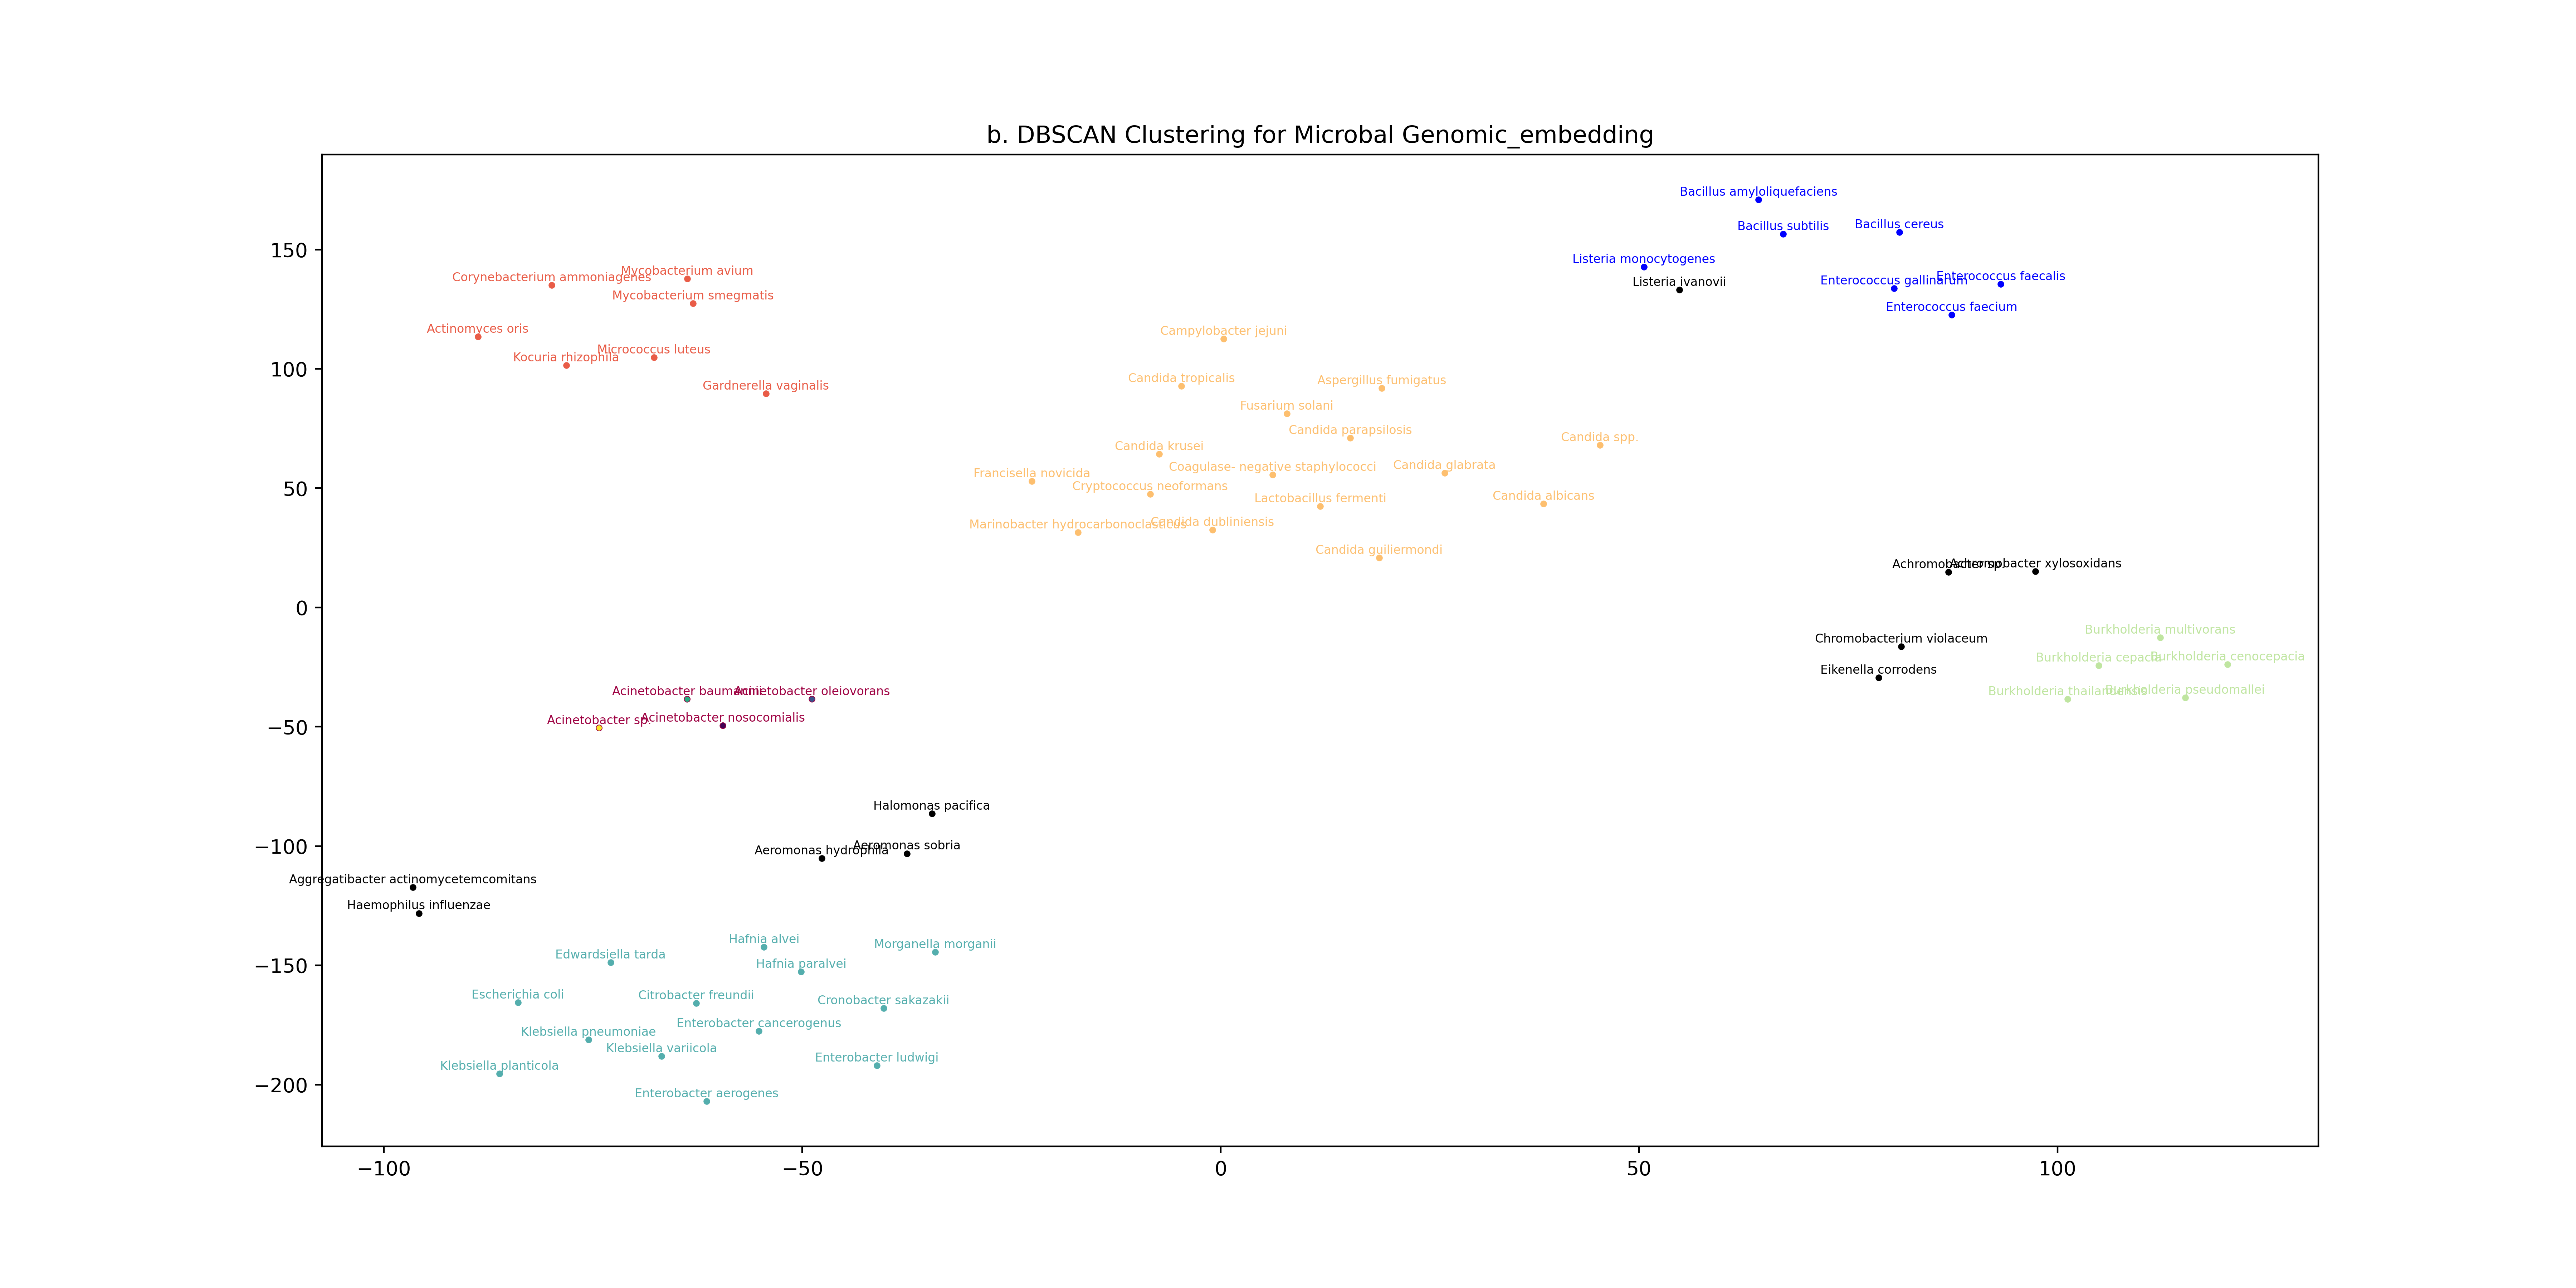 b. DBSCAN Clustering for Microbal Genomic_embedding
150
100
50
0
−50
−100
−150
−200
−100
−50
0
50
100
Bacillus amyloliquefaciens
Bacillus subtilis
Bacillus cereus
Listeria monocytogenes
Listeria ivanovii
Enterococcus gallinarum
Enterococcus faecalis
Enterococcus faecium
Corynebacterium ammoniagenes
Mycobacterium avium
Mycobacterium smegmatis
Actinomyces oris
Kocuria rhizophila
Micrococcus luteus
Gardnerella vaginalis
Campylobacter jejuni
Candida tropicalis
Aspergillus fumigatus
Fusarium solani
Candida parapsilosis
Candida spp.
Candida krusei
Coagulase- negative staphylococci
Candida glabrata
Francisella novicida
Cryptococcus neoformans
Lactobacillus fermenti
Candida albicans
Marinobacter hydrocarbonoclasticus
Candida dubliniensis
Candida guiliermondi
Achromobacter sp.
Achromobacter xylosoxidans
Chromobacterium violaceum
Eikenella corrodens
Burkholderia multivorans
Burkholderia cepacia
Burkholderia cenocepacia
Burkholderia thailandensis
Burkholderia pseudomallei
Acinetobacter baumannii
Acinetobacter oleiovorans
Acinetobacter sp.
Acinetobacter nosocomialis
Halomonas pacifica
Aeromonas hydrophila
Aeromonas sobria
Aggregatibacter actinomycetemcomitans
Haemophilus influenzae
Hafnia alvei
Morganella morganii
Edwardsiella tarda
Hafnia paralvei
Escherichia coli
Citrobacter freundii
Cronobacter sakazakii
Enterobacter cancerogenus
Klebsiella pneumoniae
Klebsiella variicola
Enterobacter ludwigi
Klebsiella planticola
Enterobacter aerogenes